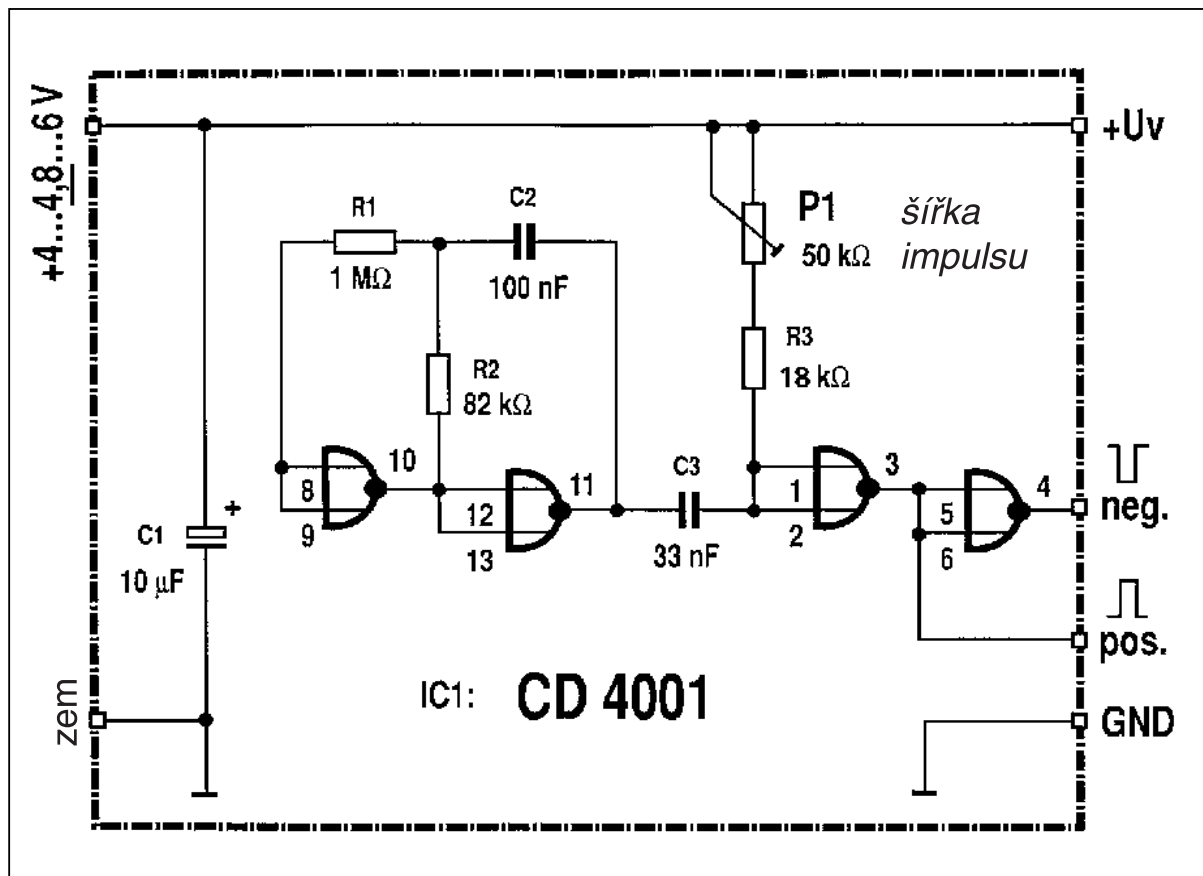 +4...4,8...6 V
+Uv
R1
1 MΩ
C2
100 nF
P1
50 kΩ
šířka
impulsu
R2
82 kΩ
R3
18 kΩ
8
9
10
12
13
11
C3
33 nF
1
2
3
5
6
4
neg.
pos.
+
C1
10 µF
zem
IC1: CD 4001
GND